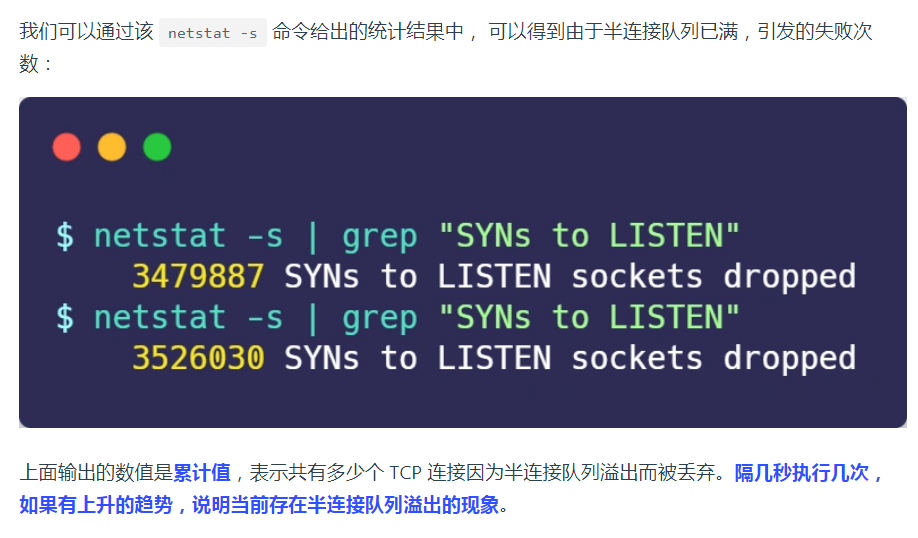 我们可以通过该 netstat -s 命令给出的统计结果中， 可以得到由于半连接队列已满，引发的失败次
数：
$ netstat -s | grep "SYNs to LISTEN"
3479887 SYNs to LISTEN sockets dropped
$ netstat -s | grep "SYNs to LISTEN"
3526030 SYNs to LISTEN sockets dropped
上面输出的数值是累计值，表示共有多少个 TCP 连接因为半连接队列溢出而被丢弃。隔几秒执行几次，
如果有上升的趋势，说明当前存在半连接队列溢出的现象。